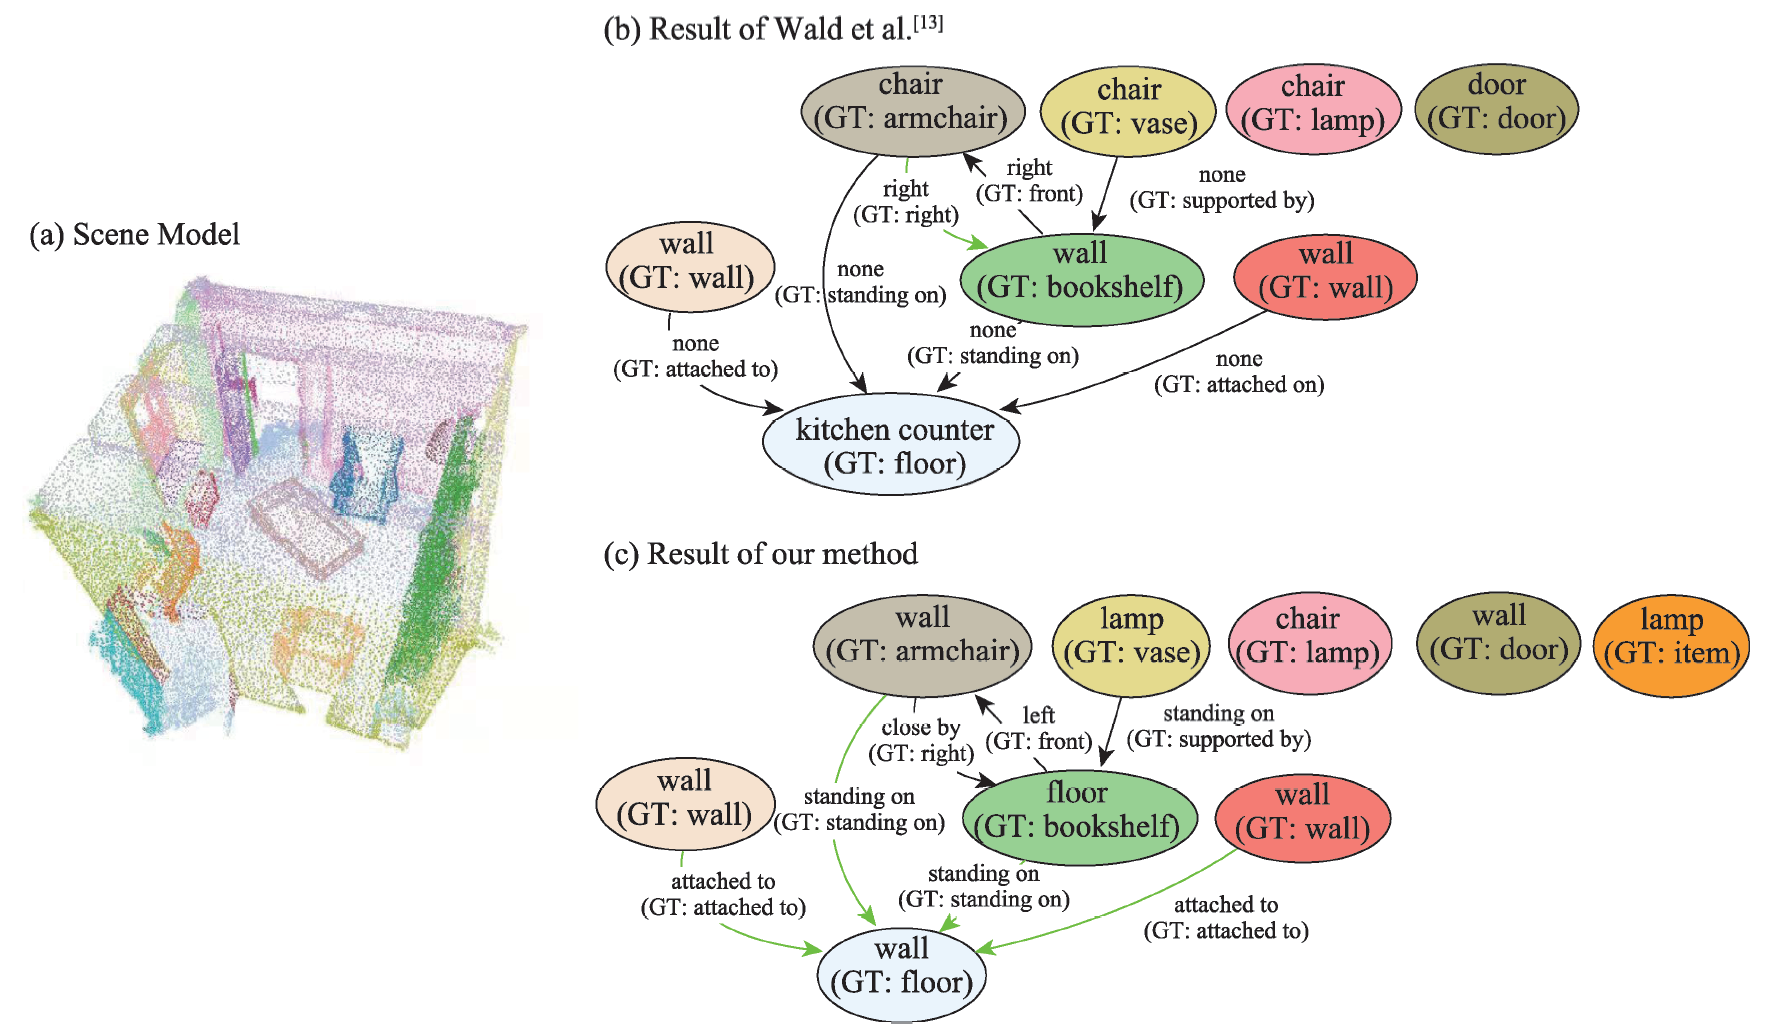 (b) Result of Wald et al.[13]
chair
(GT: armchair)
chair
(GT: vase)
chair
(GT: lamp)
door
(GT: door)
right
(GT: front)
none
(GT: supported by)
right
(GT: right)
(a) Scene Model
wall
(GT: wall)
none
(GT: standing on)
wall
(GT: bookshelf)
wall
(GT: wall)
none
(GT: attached to)
none
(GT: standing on)
none
(GT: attached on)
kitchen counter
(GT: floor)
(c) Result of our method
wall
(GT: armchair)
lamp
(GT: vase)
chair
(GT: lamp)
wall
(GT: door)
lamp
(GT: item)
close by
(GT: right)
left
(GT: front)
standing on
(GT: supported by)
wall
(GT: wall)
standing on
(GT: standing on)
floor
(GT: bookshelf)
wall
(GT: wall)
attached to
(GT: attached to)
standing on
(GT: standing on)
attached to
(GT: attached to)
wall
(GT: floor)